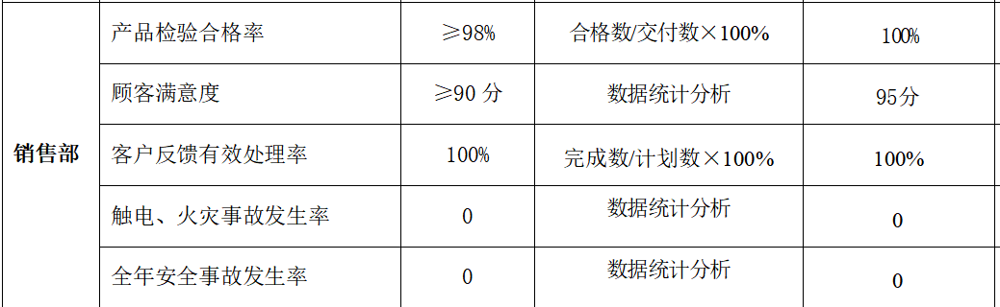 产品检验合格率 ≥98% 合格数/交付数×100% 100%
顾客满意度 ≥90 分 数据统计分析 95分
销售部 客户反馈有效处理率 100% 完成数/计划数×100% 100%
触电、火灾事故发生率 0 数据统计分析 0
全年安全事故发生率 0 数据统计分析 0